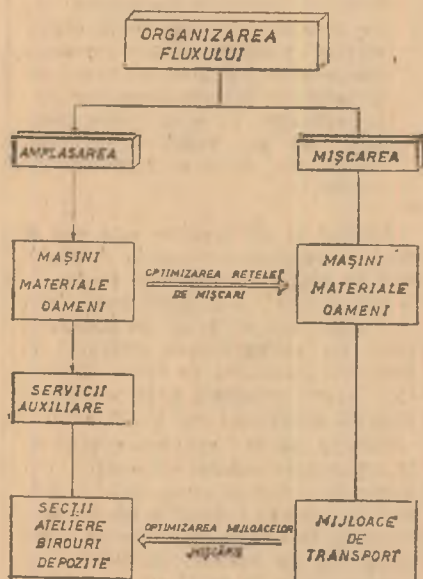 ORGANIZAREA
FLUXULUI
AMPLASAREA
MIȘCAREA
MAȘINI
MATERIALE
OAMENI
OPTIMIZAREA REȚELEI
DE MIȘCARI
MAȘINI
MATERIALE
OAMENI
SERVICII
AUXILIARE
SECȚII
ATELIERE
BIROURI
DEPOZITE
OPTIMIZAREA MIJLOACELOR
MIJLOACE
DE
TRANSPORT